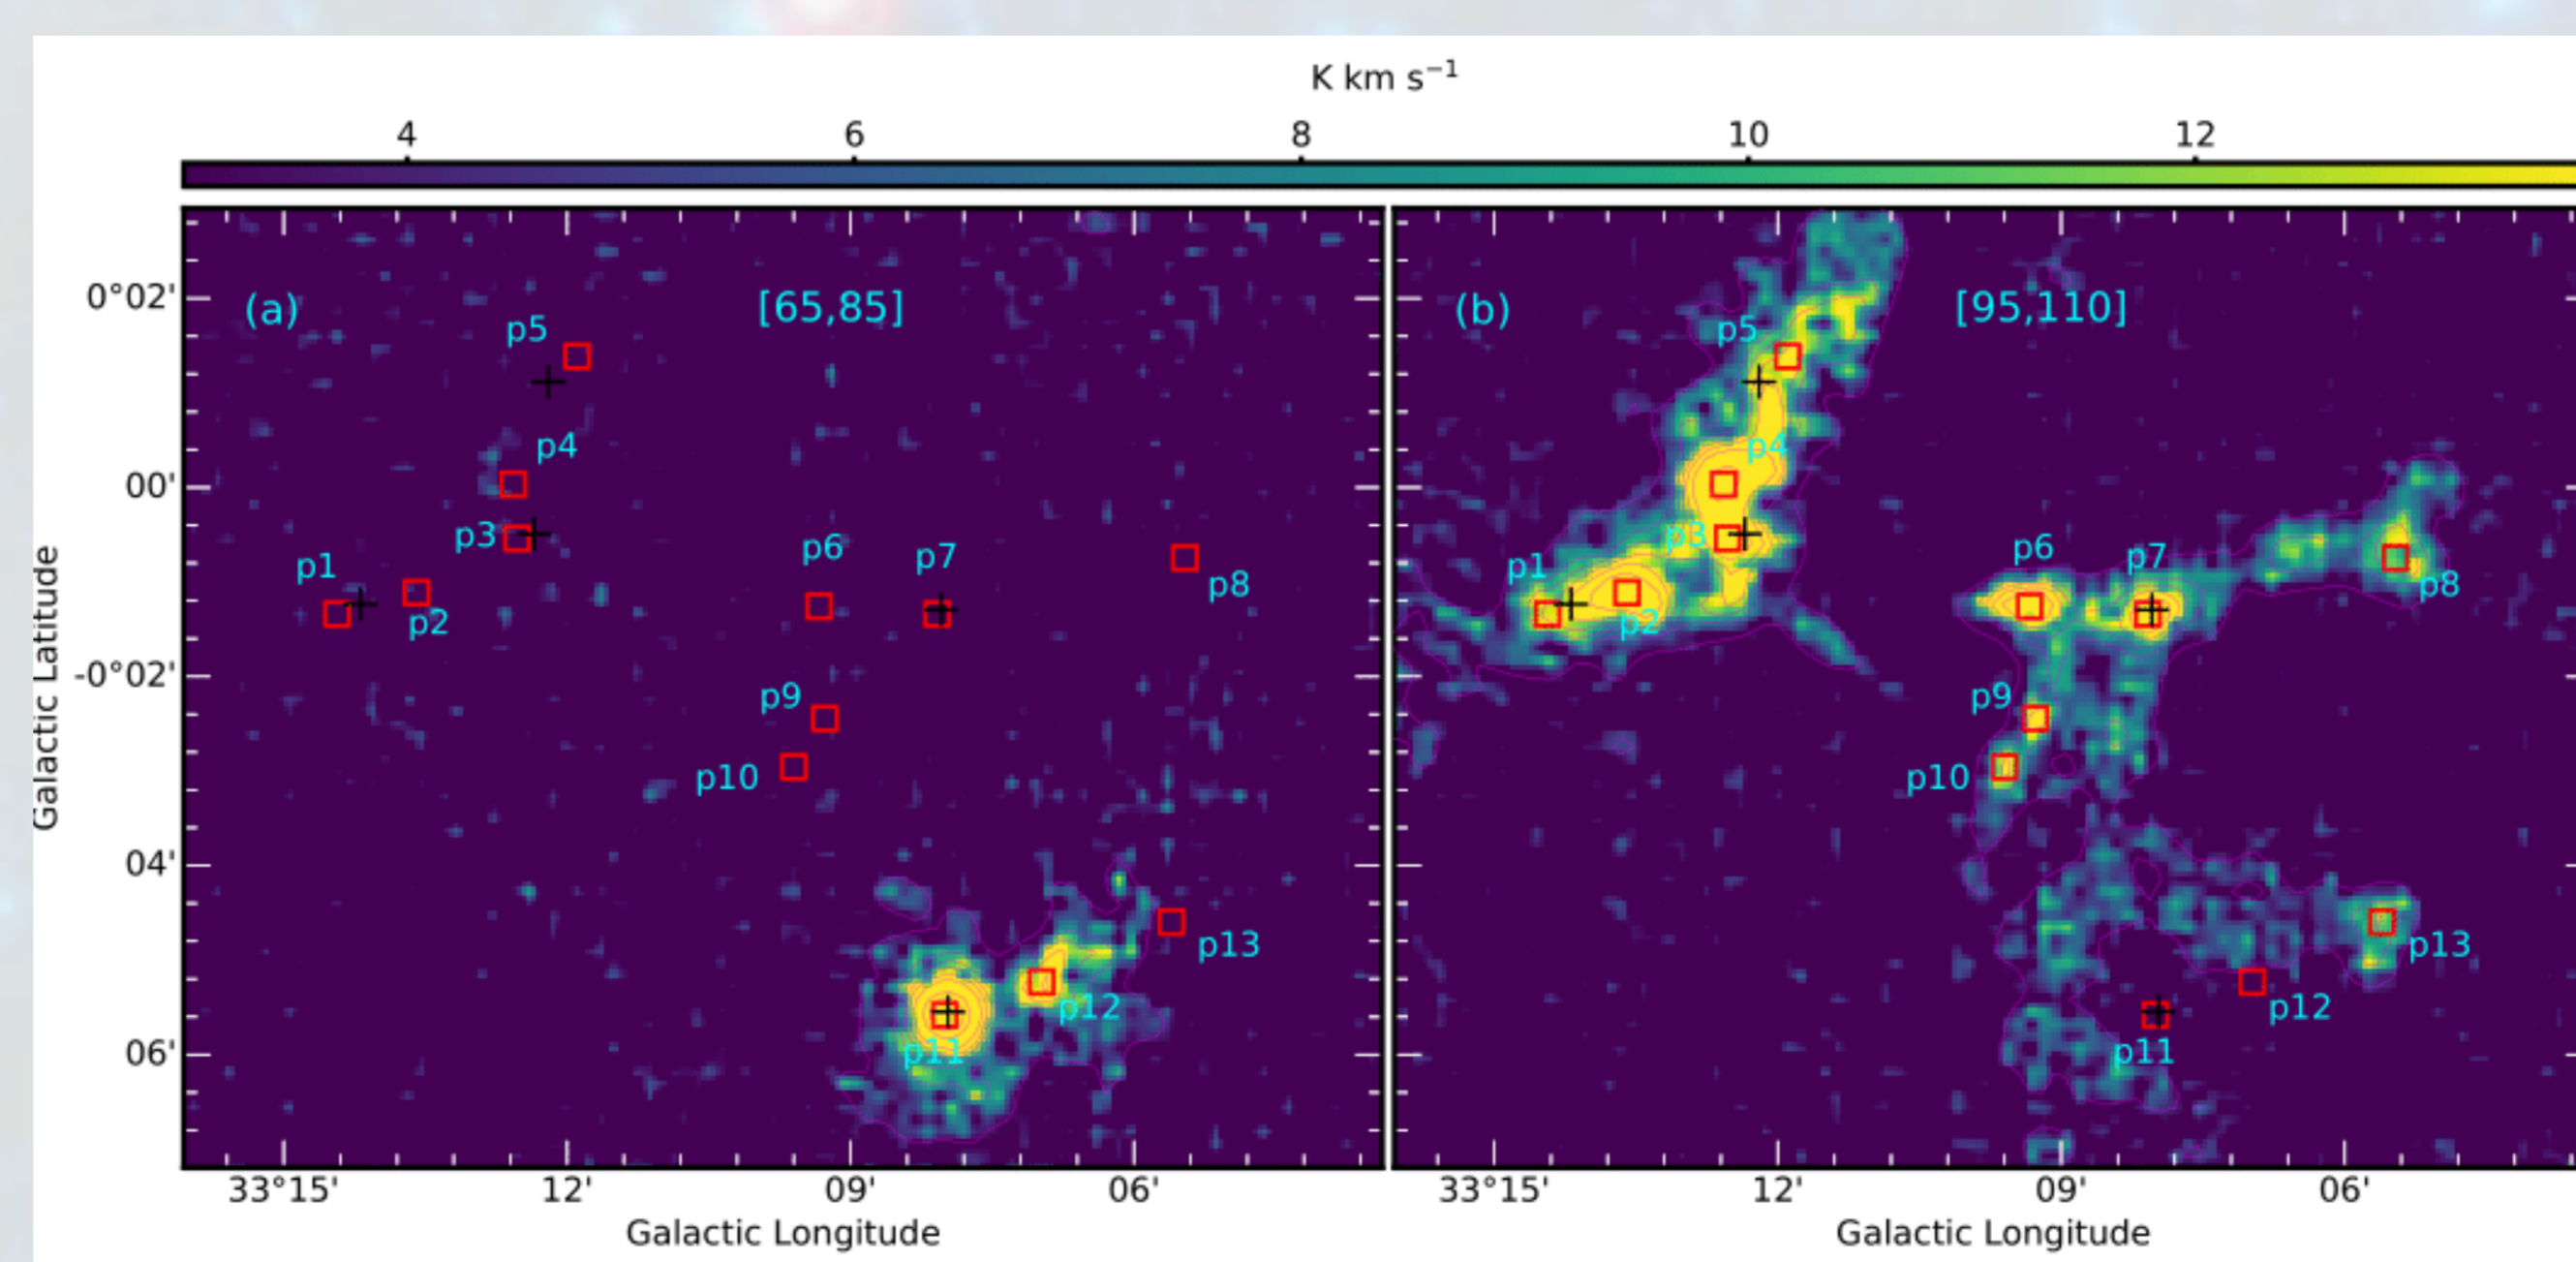 K km s⁻¹
4 6 8 10 12
(a) [65,85]
p5
p4
p3
p1
p2
p6
p7
p8
p9
p10
p11
p12
p13
(b) [95,110]
p5
p4
p3
p1
p2
p6
p7
p8
p9
p10
p11
p12
p13
0°02'
00'
-0°02'
04'
06'
Galactic Latitude
33°15' 12' 09' 06'
33°15' 12' 09' 06'
Galactic Longitude
Galactic Longitude